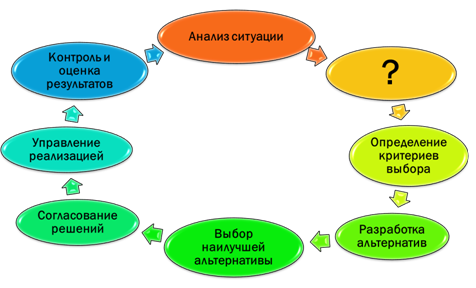 Анализ ситуации
?
Определение
критериев
выбора
Разработка
альтернатив
Выбор
наилучшей
альтернативы
Согласование
решений
Управление
реализацией
Контроль и
оценка
результатов